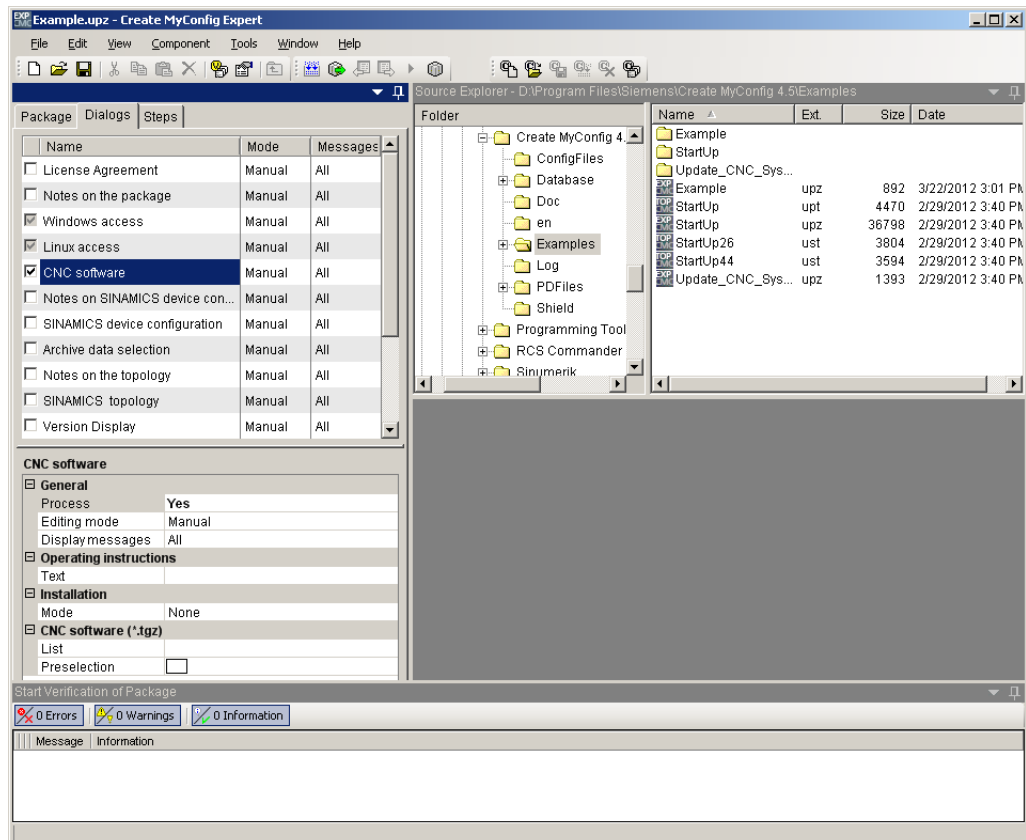 Example.upz - Create MyConfig Expert
File Edit View Component Tools Window Help
Source Explorer - D:\Program Files\Siemens\Create MyConfig 4.5\Examples
Package Dialogs Steps
Name Mode Messages
License Agreement Manual All
Notes on the package Manual All
Windows access Manual All
Linux access Manual All
CNC software Manual All
Notes on SINAMICS device con... Manual All
SINAMICS device configuration Manual All
Archive data selection Manual All
Notes on the topology Manual All
SINAMICS topology Manual All
Version Display Manual All
CNC software
General
Process Yes
Editing mode Manual
Display messages All
Operating instructions
Text
Installation
Mode None
CNC software (*.tgz)
List
Preselection
Folder
Create MyConfig 4.
ConfigFiles
Database
Doc
en
Examples
Log
PDFiles
Shield
Programming Tool
RCS Commander
Sinumerik
Name Ext. Size Date
Example
StartUp
Update_CNC_Sys...
Example upz 892 3/22/2012 3:01 PM
StartUp upt 4470 2/29/2012 3:40 PM
StartUp upz 36798 2/29/2012 3:40 PM
StartUp26 ust 3804 2/29/2012 3:40 PM
StartUp44 ust 3594 2/29/2012 3:40 PM
Update_CNC_Sys... upz 1393 2/29/2012 3:40 PM
Start Verification of Package
0 Errors 0 Warnings 0 Information
Message Information